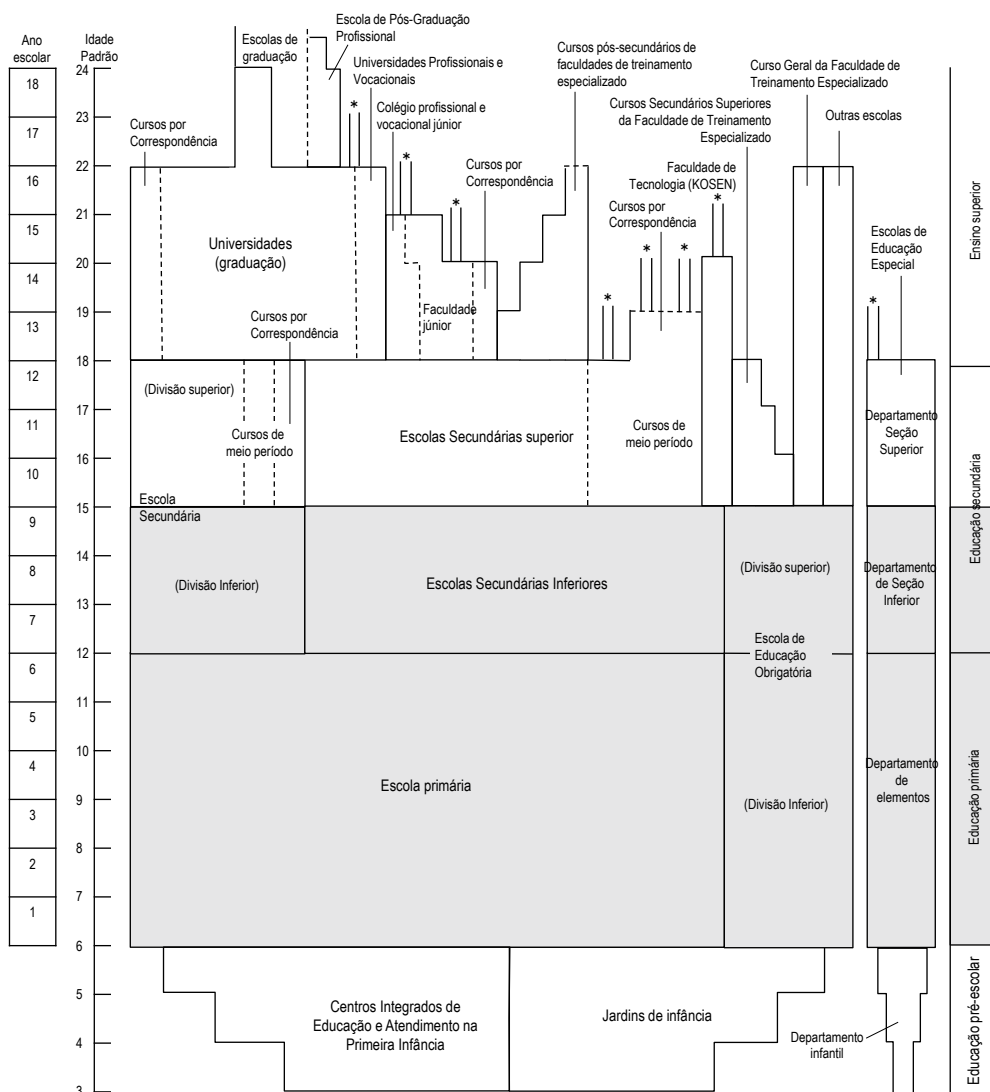 Ano
escolar
Idade
Padrão
Escolas de
graduação
Escola de Pós-Graduação
Profissional
Universidades Profissionais e
Vocacionais
Cursos pós-secundários de
faculdades de treinamento
especializado
Curso Geral da Faculdade de
Treinamento Especializado
Cursos por
Correspondência
Colégio profissional e
vocacional júnior
Cursos Secundários Superiores
da Faculdade de Treinamento
Especializado
Outras escolas
Cursos por
Correspondência
Faculdade de
Tecnologia (KOSEN)
Cursos por
Correspondência
Universidades
(graduação)
Escolas de
Educação
Especial
Cursos por
Correspondência
Faculdade
júnior
* * * * * * * *
(Divisão superior)
Cursos de
meio período
Escolas Secundárias superior
Cursos de
meio período
Departamento
Seção
Superior
Escola
Secundária
(Divisão Inferior)
Escolas Secundárias Inferiores
(Divisão superior)
Departamento
de Seção
Inferior
Escola de
Educação
Obrigatória
Escola primária
(Divisão Inferior)
Departamento
de
elementos
Centros Integrados de
Educação e Atendimento na
Primeira Infância
Jardins de infância
Departamento
infantil
18
17
16
15
14
13
12
11
10
9
8
7
6
5
4
3
2
1
24
23
22
21
20
19
18
17
16
15
14
13
12
11
10
9
8
7
6
5
4
3
Ensino superior
Educação secundária
Educação primária
Educação pré-escolar